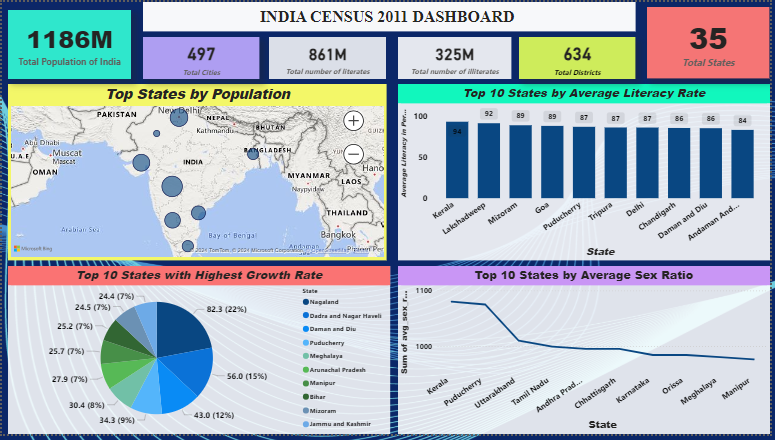 INDIA CENSUS 2011 DASHBOARD
1186M
Total Population of India
497
Total Cities
861M
Total number of literates
325M
Total number of illiterates
634
Total Districts
35
Total States
Top States by Population
PAKISTAN
New Delhi
NEPAL
Kathmandu
BHUTAN
Abu Dhabi
U.A.E
Muscat
Mascat
OMAN
INDIA
BANGLADESH
MYANMAR
Naypyidaw
LAOS
Hano
THAILAND
Bangkok
Arabian Sea
Bay of Bengal
Andaman
Microsoft Bing
© 2024 TomTom, © 2024 Microsoft Corporation
Top 10 States by Average Literacy Rate
Average Literacy in Per...
100
50
0
94
92
89
89
87
87
87
86
86
84
Kerala
Lakshadweep
Mizoram
Goa
Puducherry
Tripura
Delhi
Chandigarh
Daman and Diu
Andaman And...
State
Top 10 States with Highest Growth Rate
82.3 (22%)
56.0 (15%)
43.0 (12%)
34.3 (9%)
30.4 (8%)
27.9 (7%)
25.7 (7%)
25.2 (7%)
24.5 (7%)
24.4 (7%)
State
Nagaland
Dadra and Nagar Haveli
Daman and Diu
Puducherry
Meghalaya
Arunachal Pradesh
Manipur
Bihar
Mizoram
Jammu and Kashmir
Top 10 States by Average Sex Ratio
Sum of avg_sex_r...
1100
1000
Kerala
Puducherry
Uttarakhand
Tamil Nadu
Andhra Prad...
Chhattisgarh
Karnataka
Orissa
Meghalaya
Manipur
State